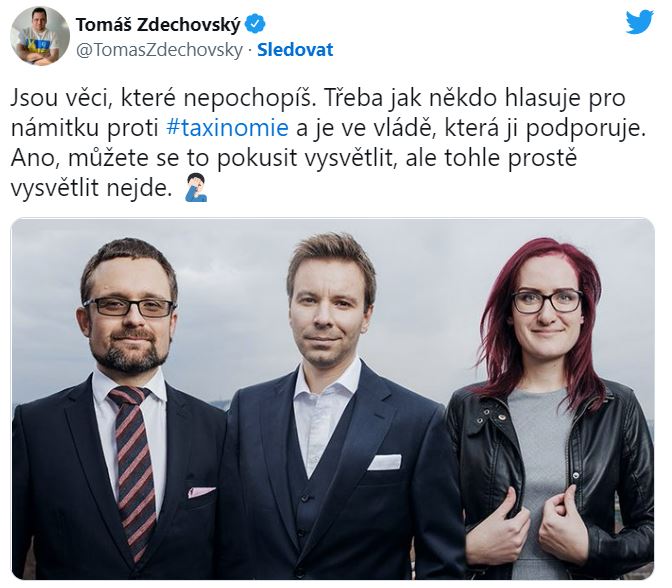 Tomáš Zdechovský
@TomasZdechovsky · Sledovat
Jsou věci, které nepochopíš. Třeba jak někdo hlasuje pro
námitku proti #taxinomie a je ve vládě, která ji podporuje.
Ano, můžete se to pokusit vysvětlit, ale tohle prostě
vysvětlit nejde. 🤦🏻‍♂️